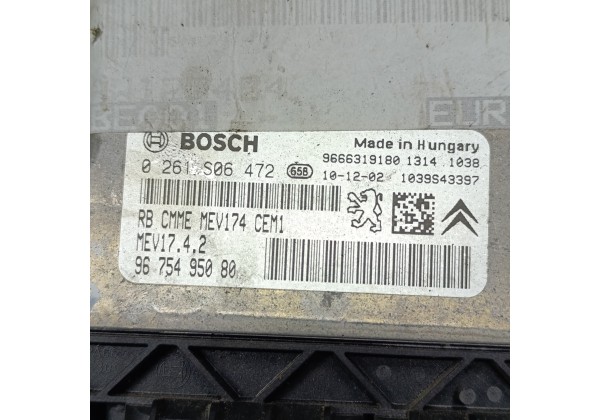 BOSCH
Made in Hungary
0 261 S06 472 658
9666319180 1314 1038
10-12-02 1039S43397
RB CMME MEV174 CEM1
MEV17.4.2
96 754 950 80